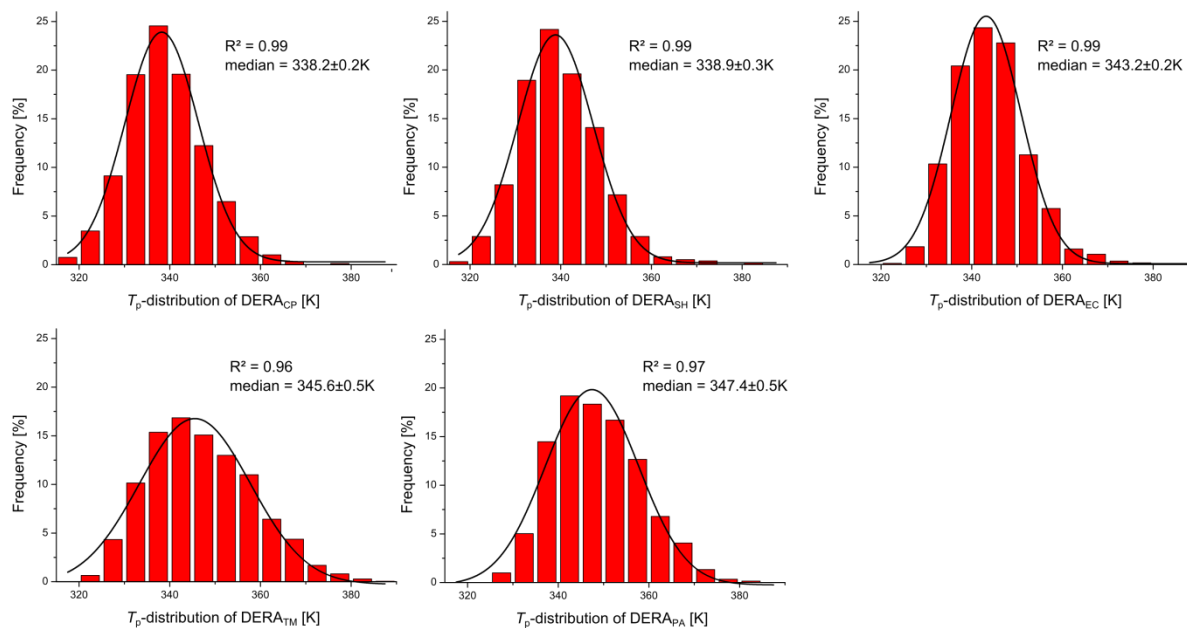 25
20
15
10
5
0
Frequency [%]
R² = 0.99
median = 338.2±0.2K
320 340 360 380
Tp-distribution of DERACP [K]
25
20
15
10
5
0
Frequency [%]
R² = 0.99
median = 338.9±0.3K
320 340 360 380
Tp-distribution of DERASH [K]
25
20
15
10
5
0
Frequency [%]
R² = 0.99
median = 343.2±0.2K
320 340 360 380
Tp-distribution of DERAEC [K]
25
20
15
10
5
0
Frequency [%]
R² = 0.96
median = 345.6±0.5K
320 340 360 380
Tp-distribution of DERATM [K]
25
20
15
10
5
0
Frequency [%]
R² = 0.97
median = 347.4±0.5K
320 340 360 380
Tp-distribution of DERAPA [K]